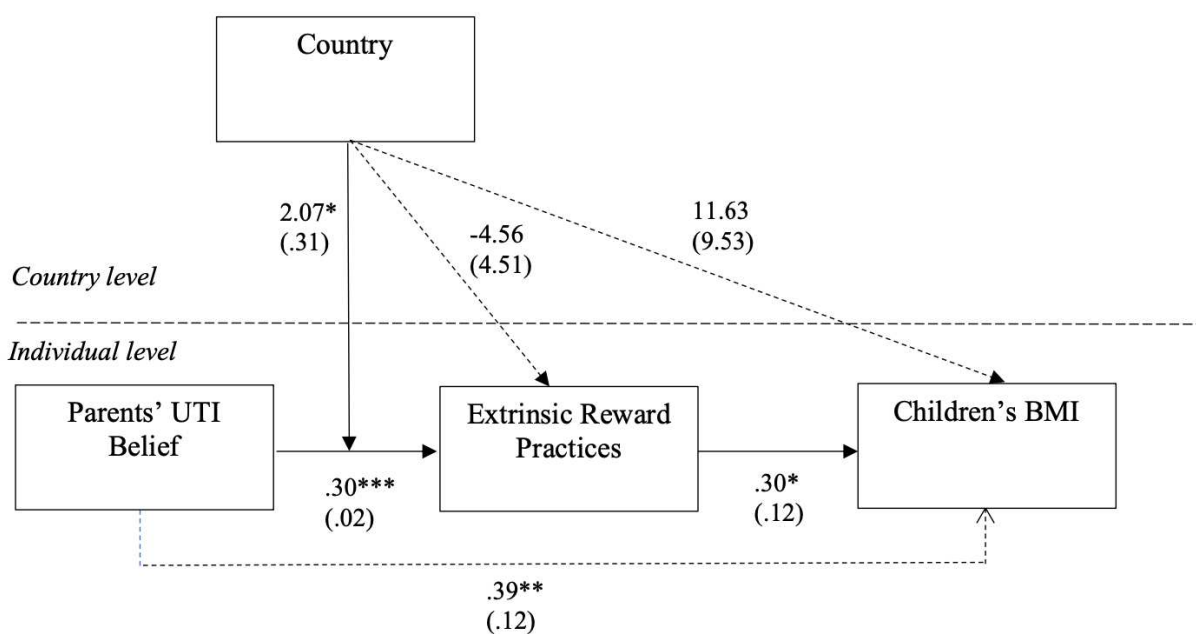 Country
2.07*
(.31)
-4.56
(4.51)
11.63
(9.53)
Country level
Individual level
Parents’ UTI
Belief
.30***
(.02)
Extrinsic Reward
Practices
.30*
(.12)
Children’s BMI
.39**
(.12)